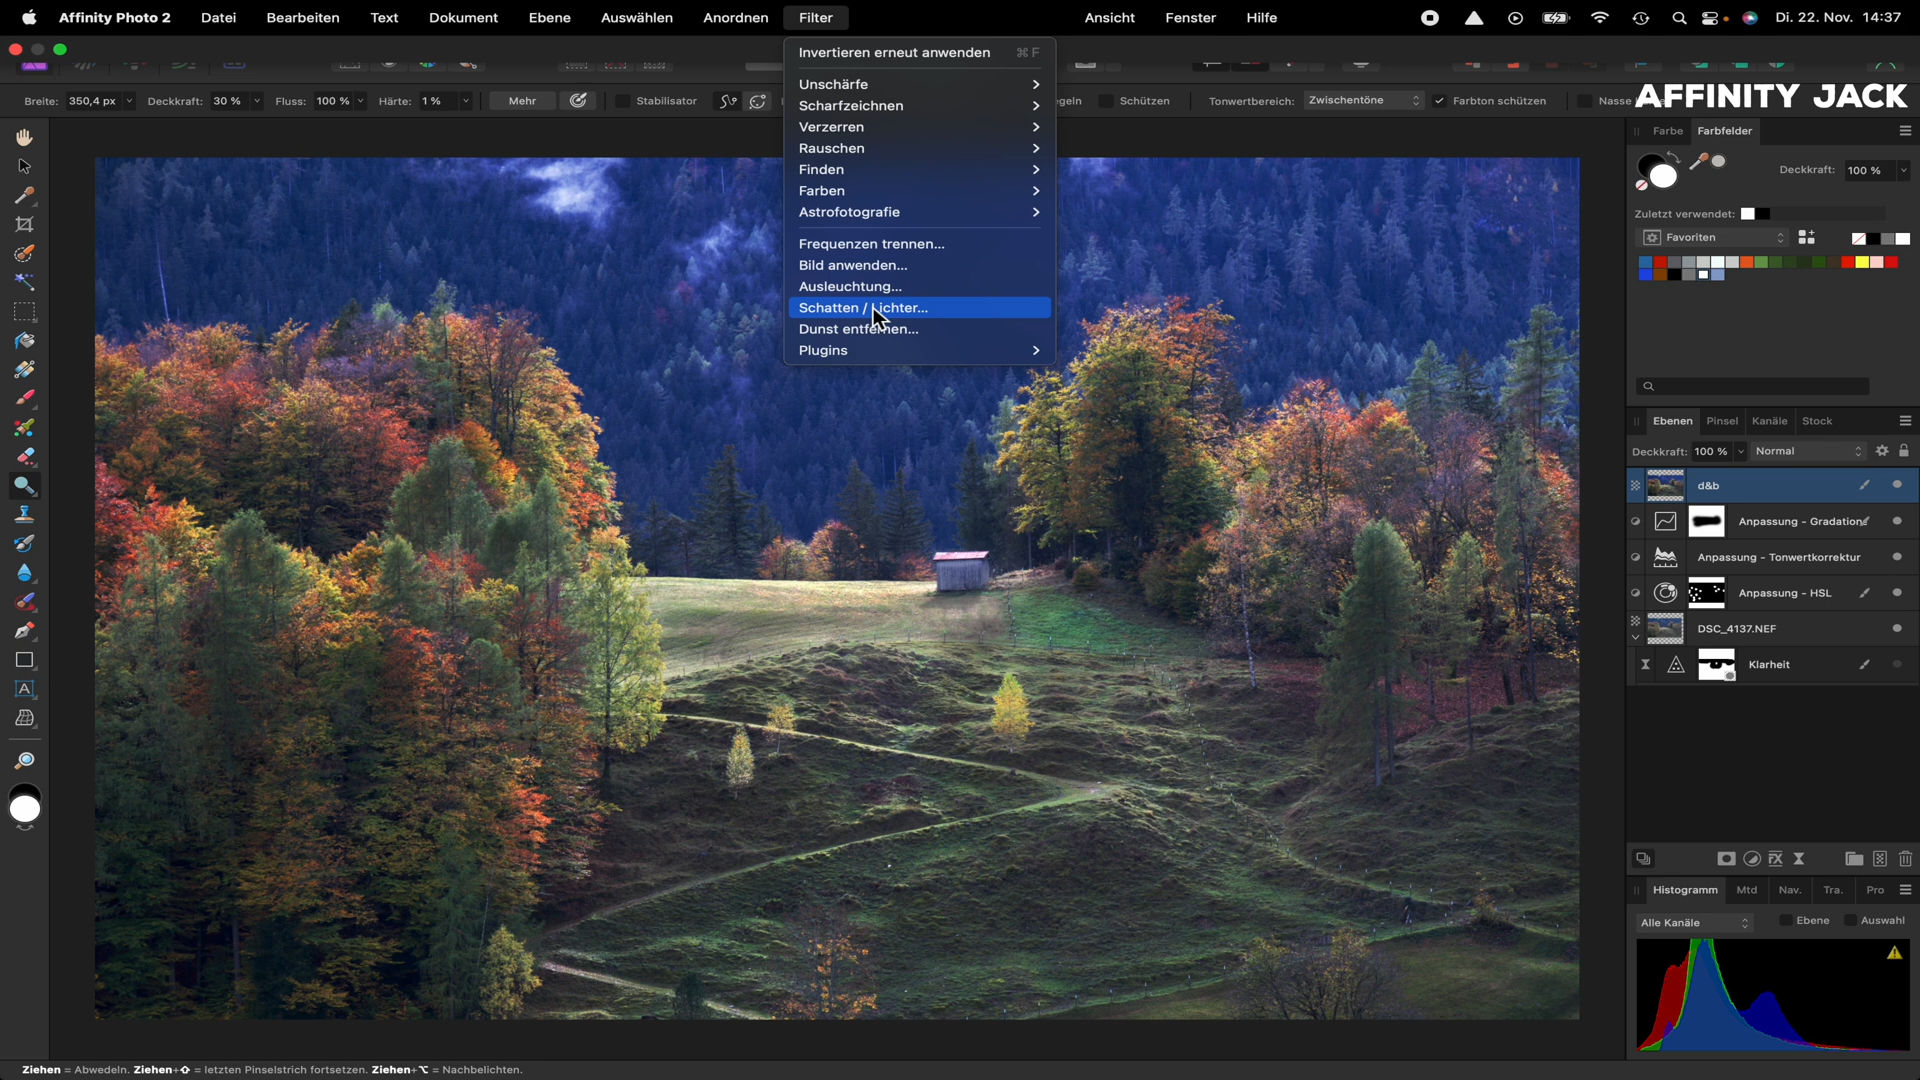 Affinity Photo 2 Datei Bearbeiten Text Dokument Ebene Auswählen Anordnen Filter Ansicht Fenster Hilfe Di. 22. Nov. 14:37
Invertieren erneut anwenden ⌘ F
Unschärfe
Scharfzeichnen
Verzerren
Rauschen
Finden
Farben
Astrofotografie
Frequenzen trennen...
Bild anwenden...
Ausleuchtung...
Schatten / Lichter...
Dunst entfernen...
Plugins
Breite: 350,4 px Deckkraft: 30 % Fluss: 100 % Härte: 1 % Mehr Stabilisator Schützen Tonwertbereich: Zwischentöne Farbton schützen Nasse
AFFINITY JACK
Farbe Farbfelder
Deckkraft: 100 %
Zuletzt verwendet:
Favoriten
Ebenen Pinsel Kanäle Stock
Deckkraft: 100 % Normal
d&b
Anpassung - Gradation
Anpassung - Tonwertkorrektur
Anpassung - HSL
DSC_4137.NEF
Klarheit
Histogramm Mtd Nav. Tra. Pro
Alle Kanäle Ebene Auswahl
Ziehen = Abwedeln. Ziehen+⇧ = letzten Pinselstrich fortsetzen. Ziehen+⌥ = Nachbelichten.